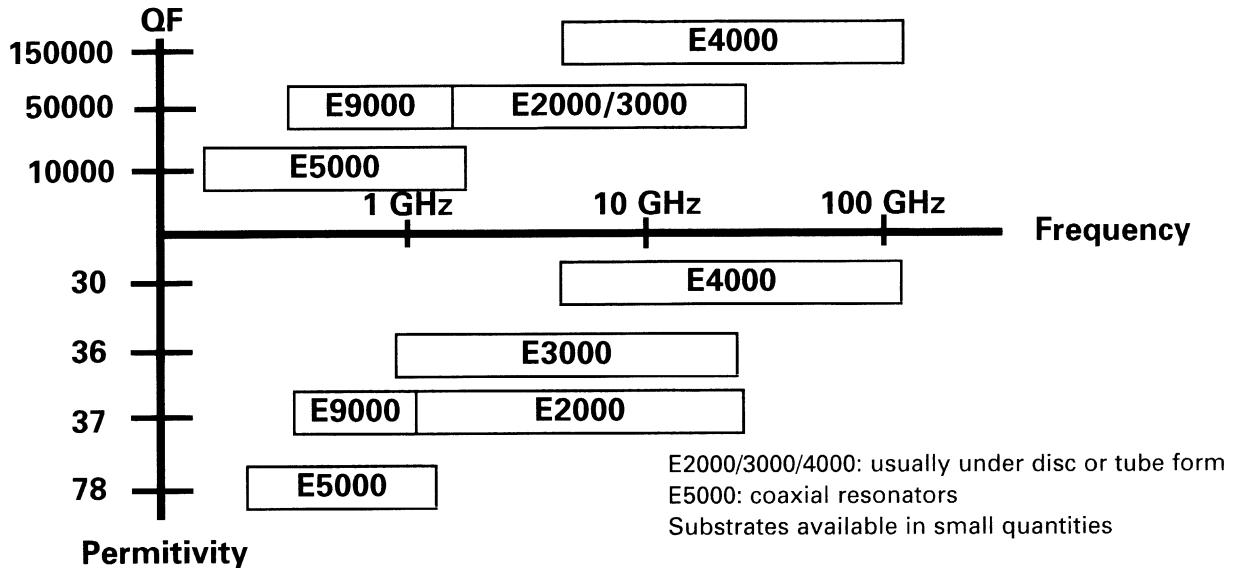 QF
150000
E4000
50000
E9000
E2000/3000
10000
E5000
1 GHz
10 GHz
100 GHz
Frequency
30
E4000
36
E3000
37
E9000
E2000
78
E5000
E2000/3000/4000: usually under disc or tube form
E5000: coaxial resonators
Substrates available in small quantities
Permitivity